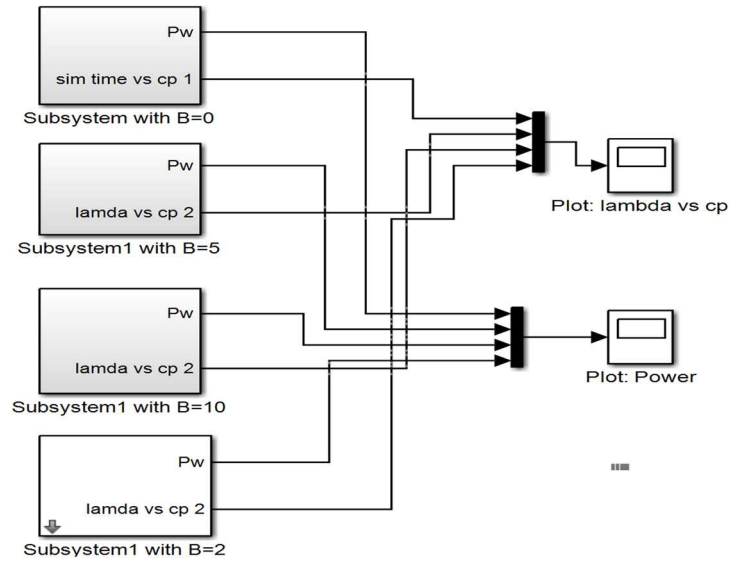 Pw
sim time vs cp 1
Subsystem with B=0
Pw
lamda vs cp 2
Subsystem1 with B=5
Plot: lambda vs cp
Pw
lamda vs cp 2
Subsystem1 with B=10
Plot: Power
Pw
lamda vs cp 2
Subsystem1 with B=2